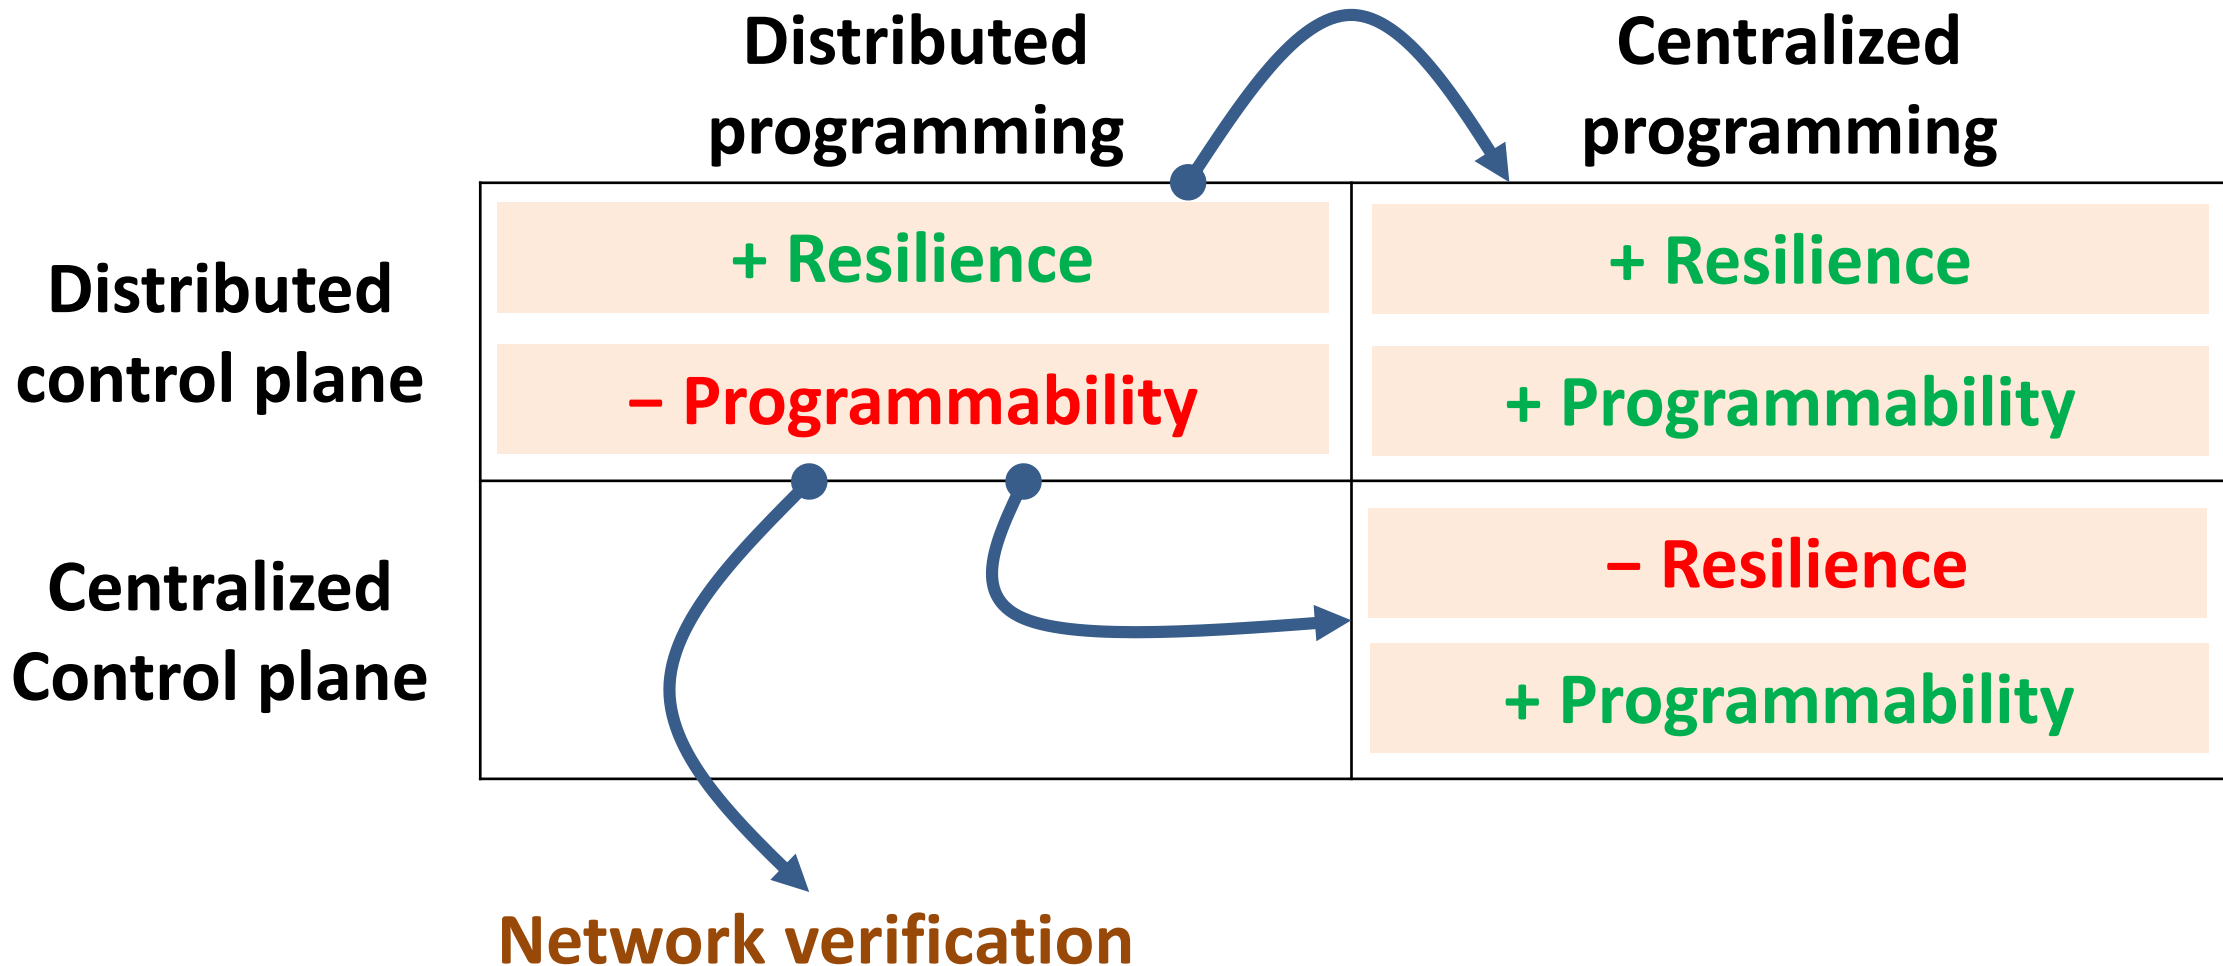 Distributed
programming
Centralized
programming
Distributed
control plane
+ Resilience
− Programmability
+ Resilience
+ Programmability
Centralized
Control plane
− Resilience
+ Programmability
Network verification